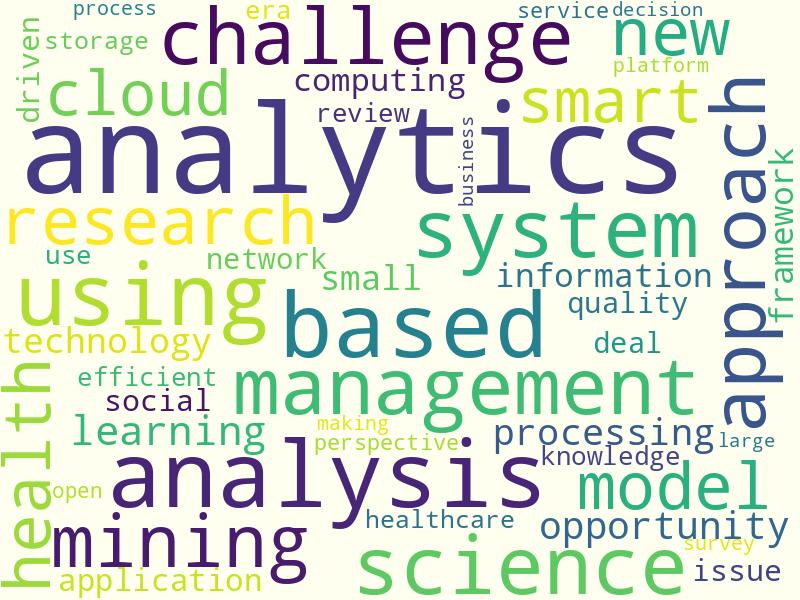 process
era
service
decision
challenge
new
driven
storage
platform
cloud
computing
smart
review
analytics
business
approach
framework
research
system
use
network
small
information
using
based
quality
technology
deal
efficient
management
social
health
learning
making
perspective
processing
large
analysis
knowledge
open
model
mining
healthcare
opportunity
science
survey
application
issue